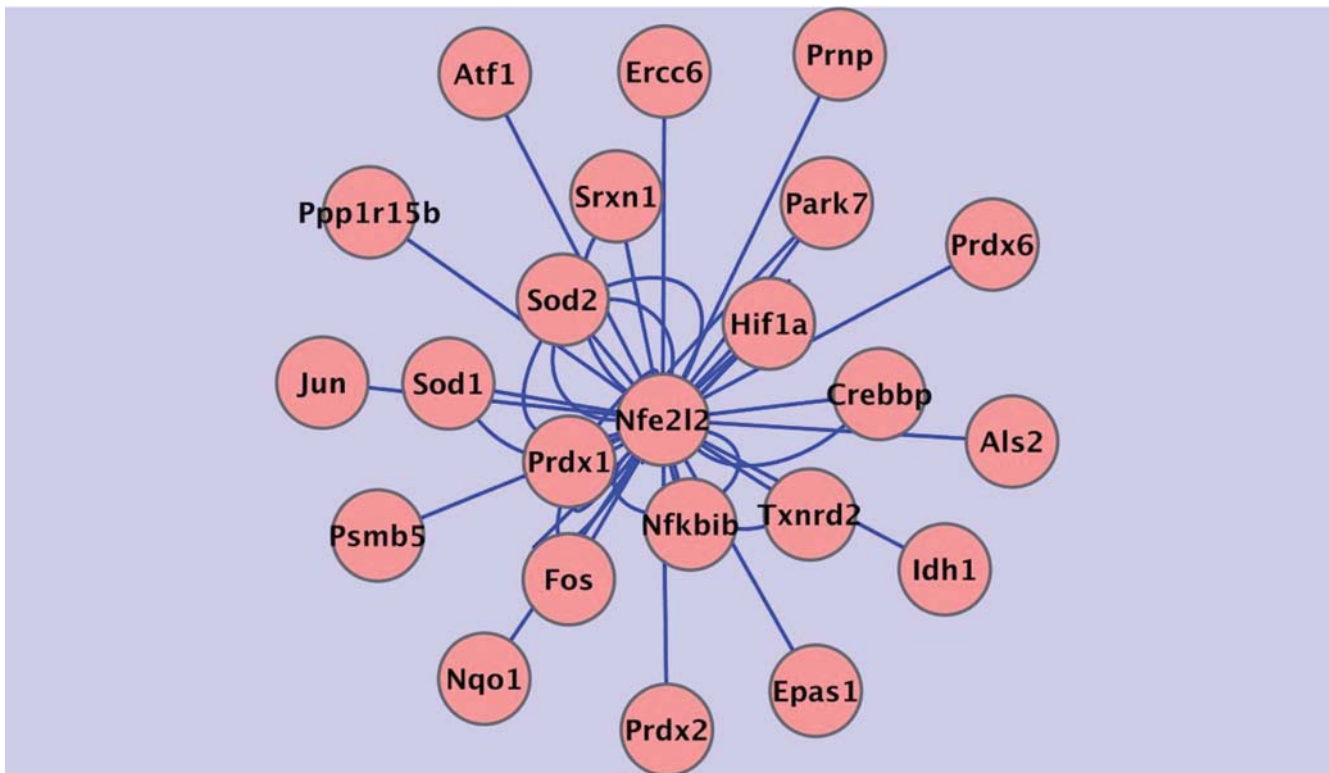 Atf1
Ercc6
Prnp
Srxn1
Park7
Ppp1r15b
Prdx6
Sod2
Hif1a
Jun
Sod1
Crebbp
Nfe2l2
Als2
Prdx1
Psmb5
Nfkbib
Txnrd2
Fos
Idh1
Nqo1
Epas1
Prdx2